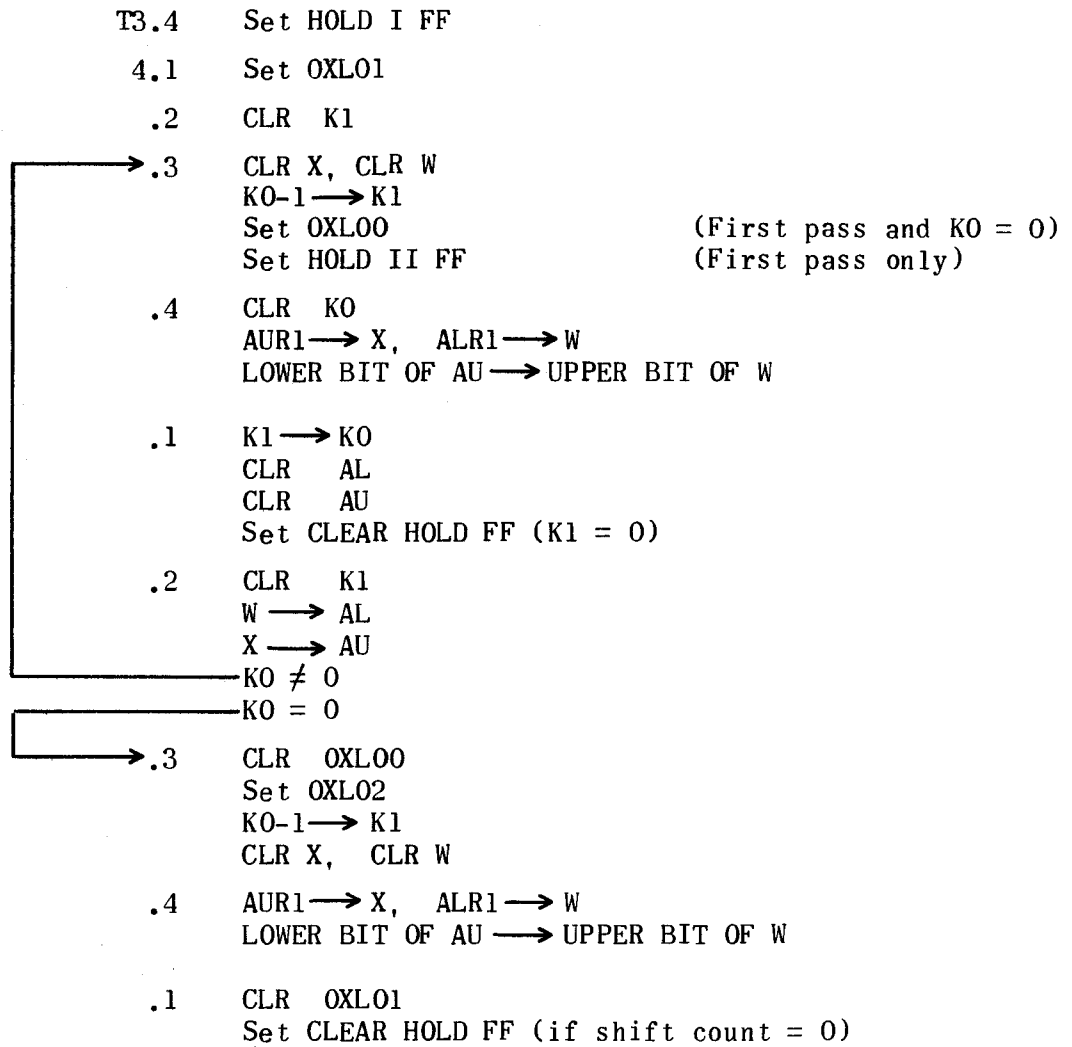 T3.4 Set HOLD I FF
4.1 Set OXL01
.2 CLR K1
.3 CLR X, CLR W
K0-1 → K1
Set OXL00 (First pass and K0 = 0)
Set HOLD II FF (First pass only)
.4 CLR K0
AUR1 → X, ALR1 → W
LOWER BIT OF AU → UPPER BIT OF W
.1 K1 → K0
CLR AL
CLR AU
Set CLEAR HOLD FF (K1 = 0)
.2 CLR K1
W → AL
X → AU
K0 ≠ 0
K0 = 0
.3 CLR OXL00
Set OXL02
K0-1 → K1
CLR X, CLR W
.4 AUR1 → X, ALR1 → W
LOWER BIT OF AU → UPPER BIT OF W
.1 CLR OXL01
Set CLEAR HOLD FF (if shift count = 0)